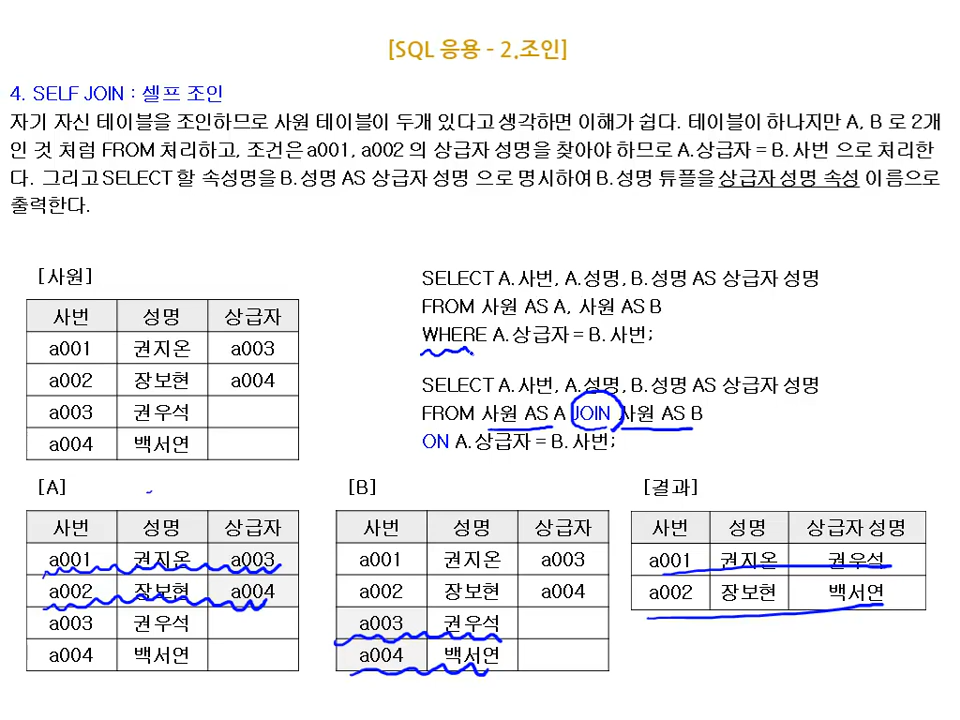 [SQL 응용 - 2.조인]
4. SELF JOIN : 셀프 조인
자기 자신 테이블을 조인하므로 사원 테이블이 두개 있다고 생각하면 이해가 쉽다. 테이블이 하나지만 A, B 로 2개
인 것 처럼 FROM 처리하고, 조건은 a001, a002 의 상급자 성명을 찾아야 하므로 A.상급자 = B. 사번 으로 처리한
다. 그리고 SELECT 할 속성명을 B.성명 AS 상급자 성명 으로 명시하여 B.성명 튜플을 상급자 성명 속성 이름으로
출력한다.
[사원]
사번 성명 상급자
a001 권지온 a003
a002 장보현 a004
a003 권우석
a004 백서연
SELECT A.사번, A.성명, B.성명 AS 상급자 성명
FROM 사원 AS A, 사원 AS B
WHERE A.상급자 = B. 사번;
SELECT A.사번, A.성명, B.성명 AS 상급자 성명
FROM 사원 AS A JOIN 사원 AS B
ON A.상급자 = B. 사번;
[A]
사번 성명 상급자
a001 권지온 a003
a002 장보현 a004
a003 권우석
a004 백서연
[B]
사번 성명 상급자
a001 권지온 a003
a002 장보현 a004
a003 권우석
a004 백서연
[결과]
사번 성명 상급자 성명
a001 권지온 권우석
a002 장보현 백서연